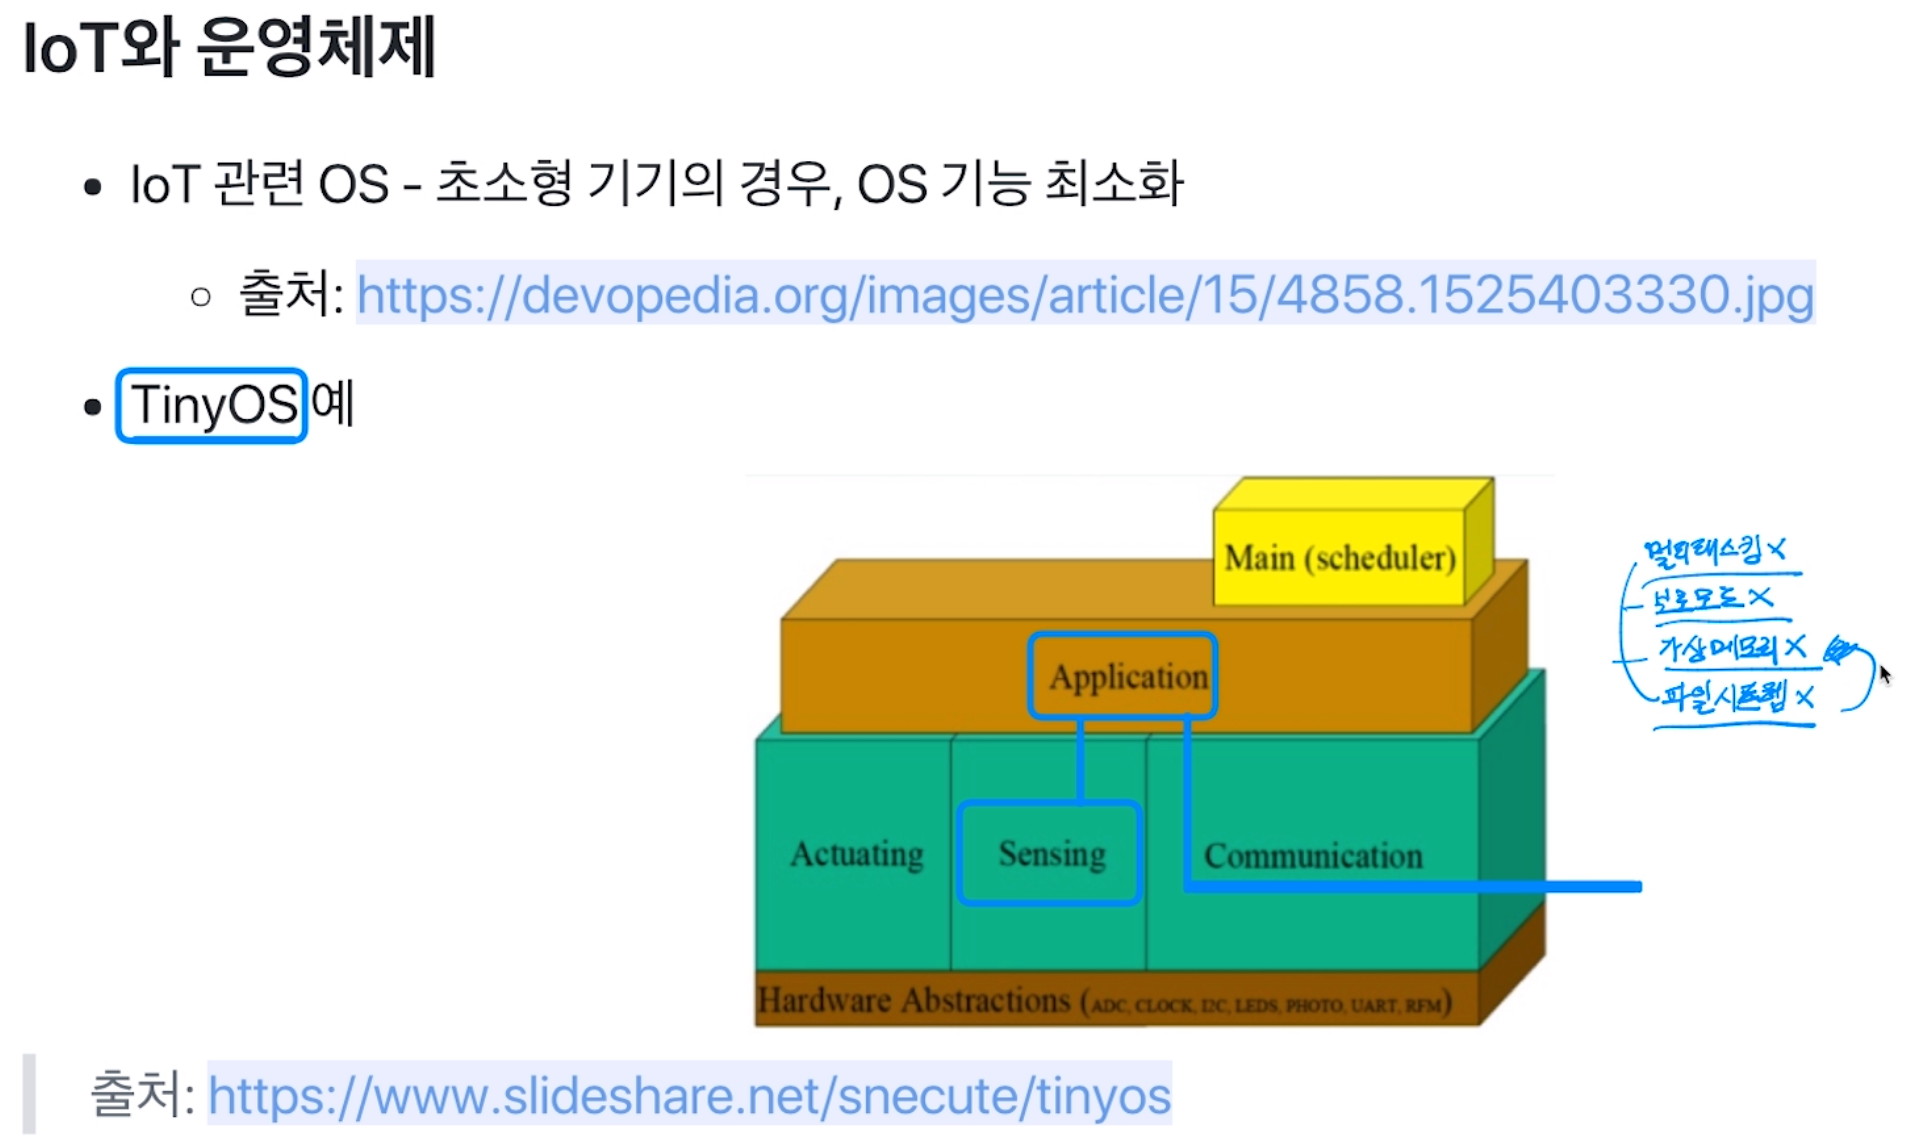 IoT와 운영체제
• IoT 관련 OS - 초소형 기기의 경우, OS 기능 최소화
○ 출처: https://devopedia.org/images/article/15/4858.1525403330.jpg
• TinyOS 예
Main (scheduler)
멀티태스킹 X
보호모드 X
가상메모리 X
파일시스템 X
Application
Actuating
Sensing
Communication
Hardware Abstractions (ADC, CLOCK, I2C, LEDS, PHOTO, UART, RFM)
출처: https://www.slideshare.net/snecute/tinyos